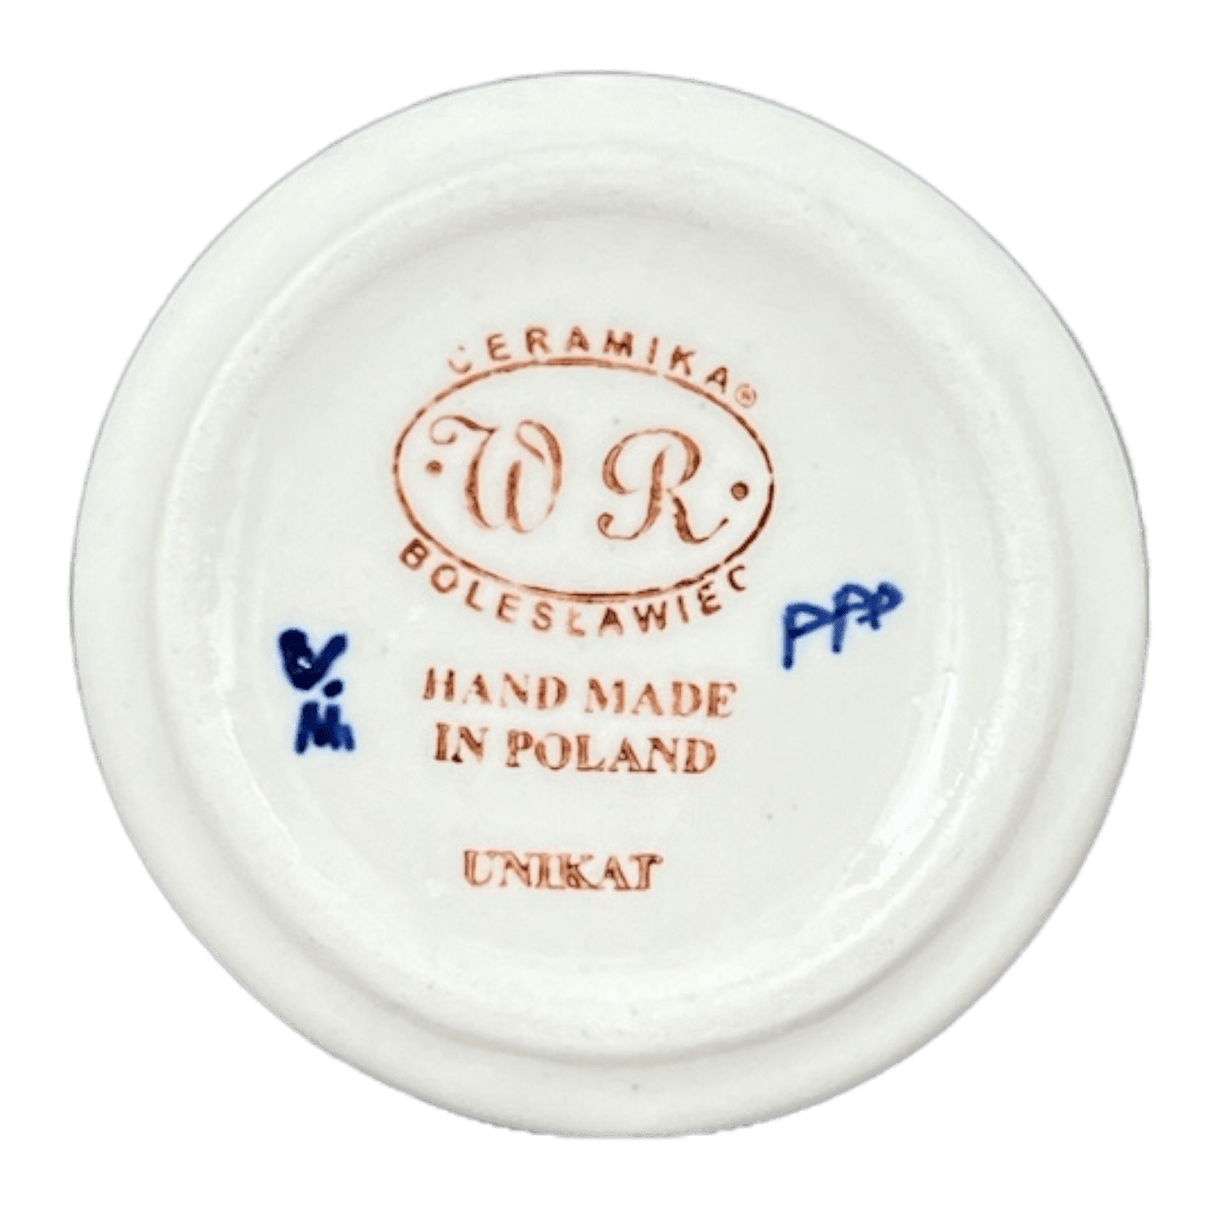 CERAMIKA®
W R
BOLESŁAWIEC
PPP
HAND MADE
IN POLAND
UNIKAT